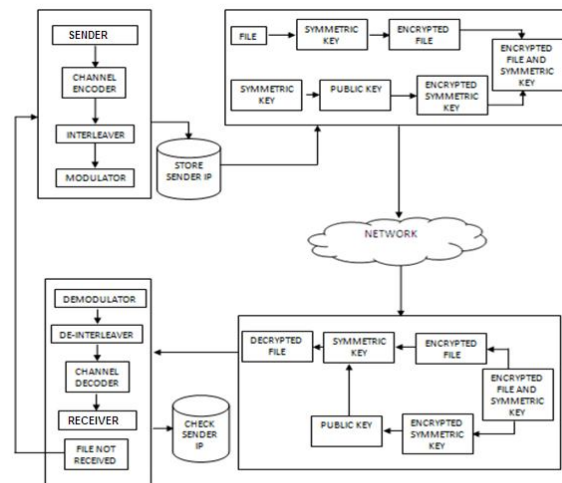 SENDER
CHANNEL
ENCODER
INTERLEAVER
MODULATOR
STORE
SENDER IP
FILE
SYMMETRIC
KEY
ENCRYPTED
FILE
ENCRYPTED
FILE AND
SYMMETRIC
KEY
SYMMETRIC
KEY
PUBLIC KEY
ENCRYPTED
SYMMETRIC
KEY
NETWORK
DEMODULATOR
DE-INTERLEAVER
CHANNEL
DECODER
RECEIVER
FILE NOT
RECEIVED
CHECK
SENDER
IP
DECRYPTED
FILE
SYMMETRIC
KEY
ENCRYPTED
FILE
ENCRYPTED
FILE AND
SYMMETRIC
KEY
PUBLIC KEY
ENCRYPTED
SYMMETRIC
KEY